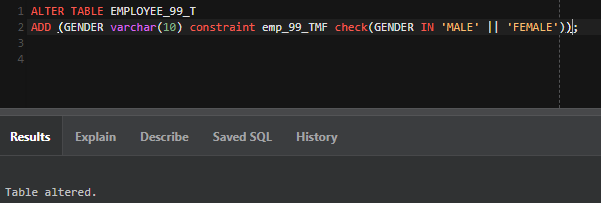 1 ALTER TABLE EMPLOYEE_99_T
2 ADD (GENDER varchar(10) constraint emp_99_TMF check(GENDER IN 'MALE' || 'FEMALE'));
3
4
Results Explain Describe Saved SQL History
Table altered.